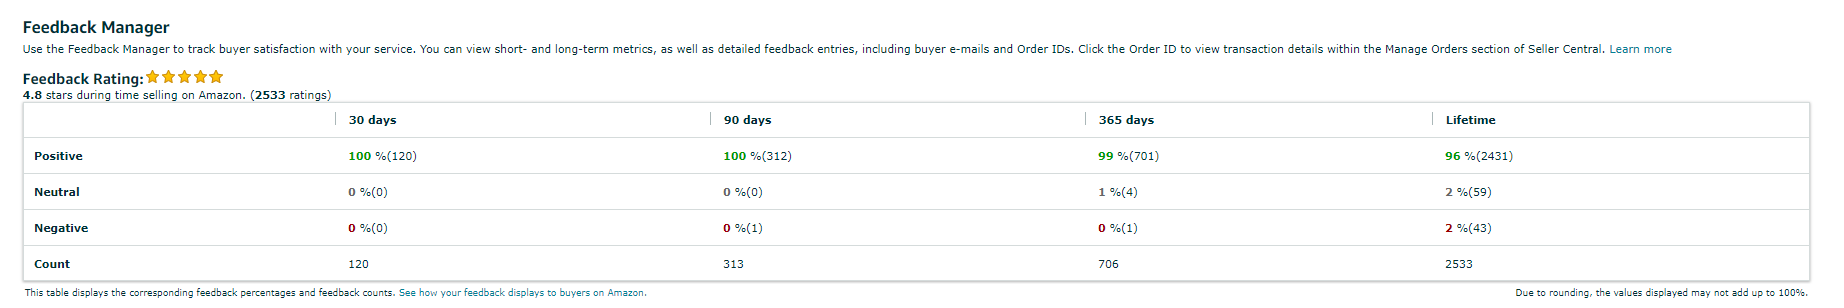 Feedback Manager
Use the Feedback Manager to track buyer satisfaction with your service. You can view short- and long-term metrics, as well as detailed feedback entries, including buyer e-mails and Order IDs. Click the Order ID to view transaction details within the Manage Orders section of Seller Central. Learn more
Feedback Rating:
4.8 stars during time selling on Amazon. (2533 ratings)
30 days 90 days 365 days Lifetime
Positive 100 %(120) 100 %(312) 99 %(701) 96 %(2431)
Neutral 0 %(0) 0 %(0) 1 %(4) 2 %(59)
Negative 0 %(0) 0 %(1) 0 %(1) 2 %(43)
Count 120 313 706 2533
This table displays the corresponding feedback percentages and feedback counts. See how your feedback displays to buyers on Amazon. Due to rounding, the values displayed may not add up to 100%.